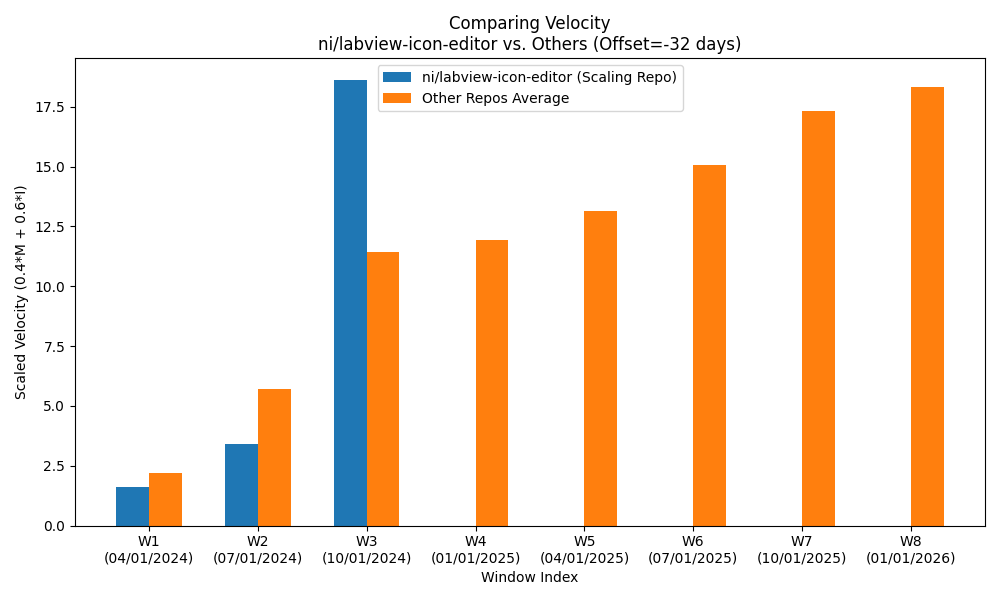 Comparing Velocity
ni/labview-icon-editor vs. Others (Offset=-32 days)
ni/labview-icon-editor (Scaling Repo)
Other Repos Average
Scaled Velocity (0.4*M + 0.6*I)
17.5
15.0
12.5
10.0
7.5
5.0
2.5
0.0
W1
(04/01/2024)
W2
(07/01/2024)
W3
(10/01/2024)
W4
(01/01/2025)
W5
(04/01/2025)
W6
(07/01/2025)
W7
(10/01/2025)
W8
(01/01/2026)
Window Index